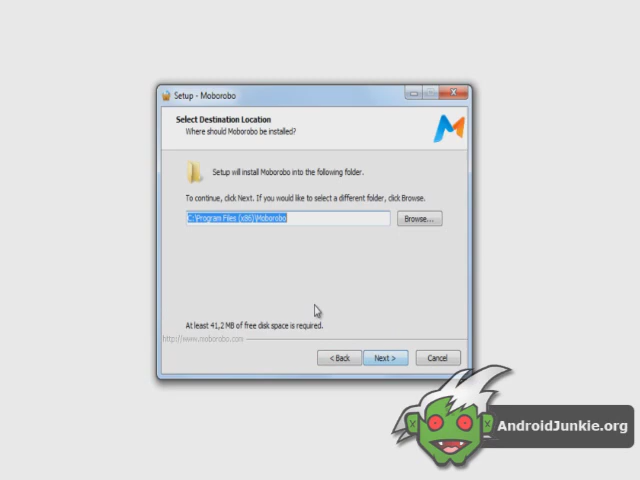 Setup - Moborobo
Select Destination Location
Where should Moborobo be installed?
Setup will install Moborobo into the following folder.
To continue, click Next. If you would like to select a different folder, click Browse.
C:\Program Files (x86)\Moborobo
Browse...
At least 41,2 MB of free disk space is required.
http://www.moborobo.com
< Back
Next >
Cancel
AndroidJunkie.org